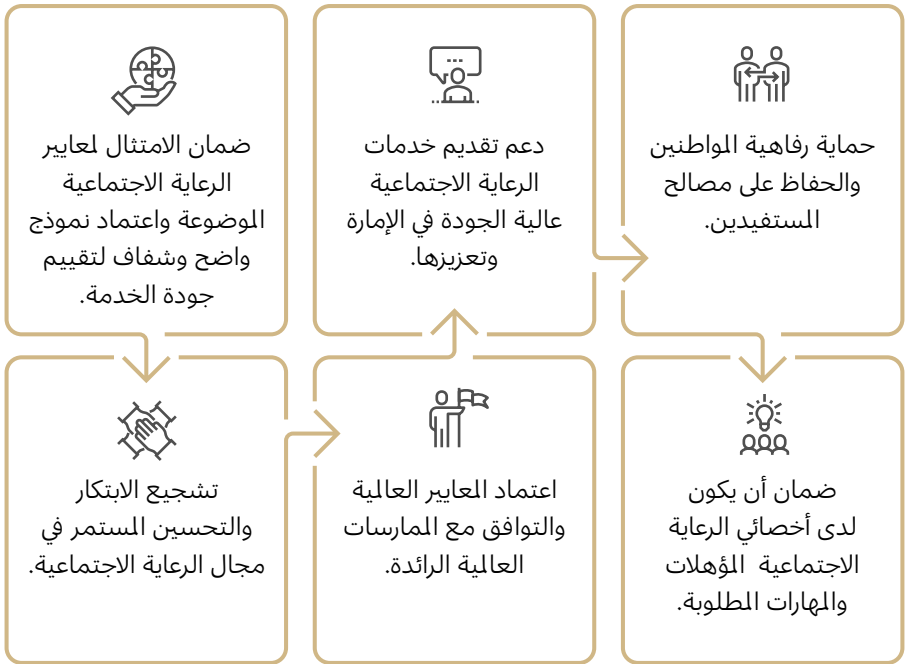 حماية رفاهية المواطنين
والحفاظ على مصالح
المستفيدين.
دعم تقديم خدمات
الرعاية الاجتماعية
عالية الجودة في الإمارة
وتعزيزها.
ضمان الامتثال لمعايير
الرعاية الاجتماعية
الموضوعة واعتماد نموذج
واضح وشفاف لتقييم
جودة الخدمة.
ضمان أن يكون
لدى أخصائي الرعاية
الاجتماعية المؤهلات
والمهارات المطلوبة.
اعتماد المعايير العالمية
والتوافق مع الممارسات
العالمية الرائدة.
تشجيع الابتكار
والتحسين المستمر في
مجال الرعاية الاجتماعية.